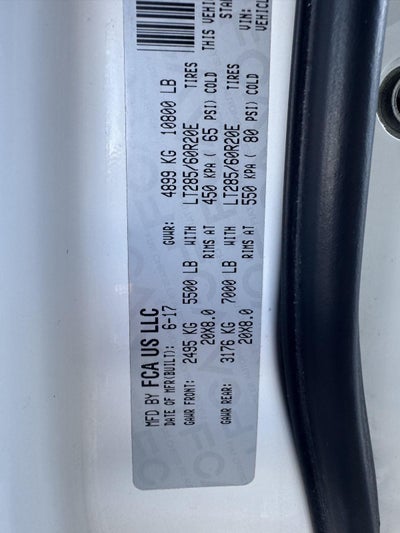 MFD BY FCA US LLC
DATE OF MFR(BUILT): 6-17 GVWR: 4899 KG 10800 LB
GAWR FRONT: 2495 KG 5500 LB WITH LT285/60R20E TIRES
20X8.0 RIMS AT 450 KPA ( 65 PSI) COLD
GAWR REAR: 3176 KG 7000 LB WITH LT285/60R20E TIRES
20X8.0 RIMS AT 550 KPA ( 80 PSI) COLD
THIS VEHI
STAN
VIN:
VEHICLE